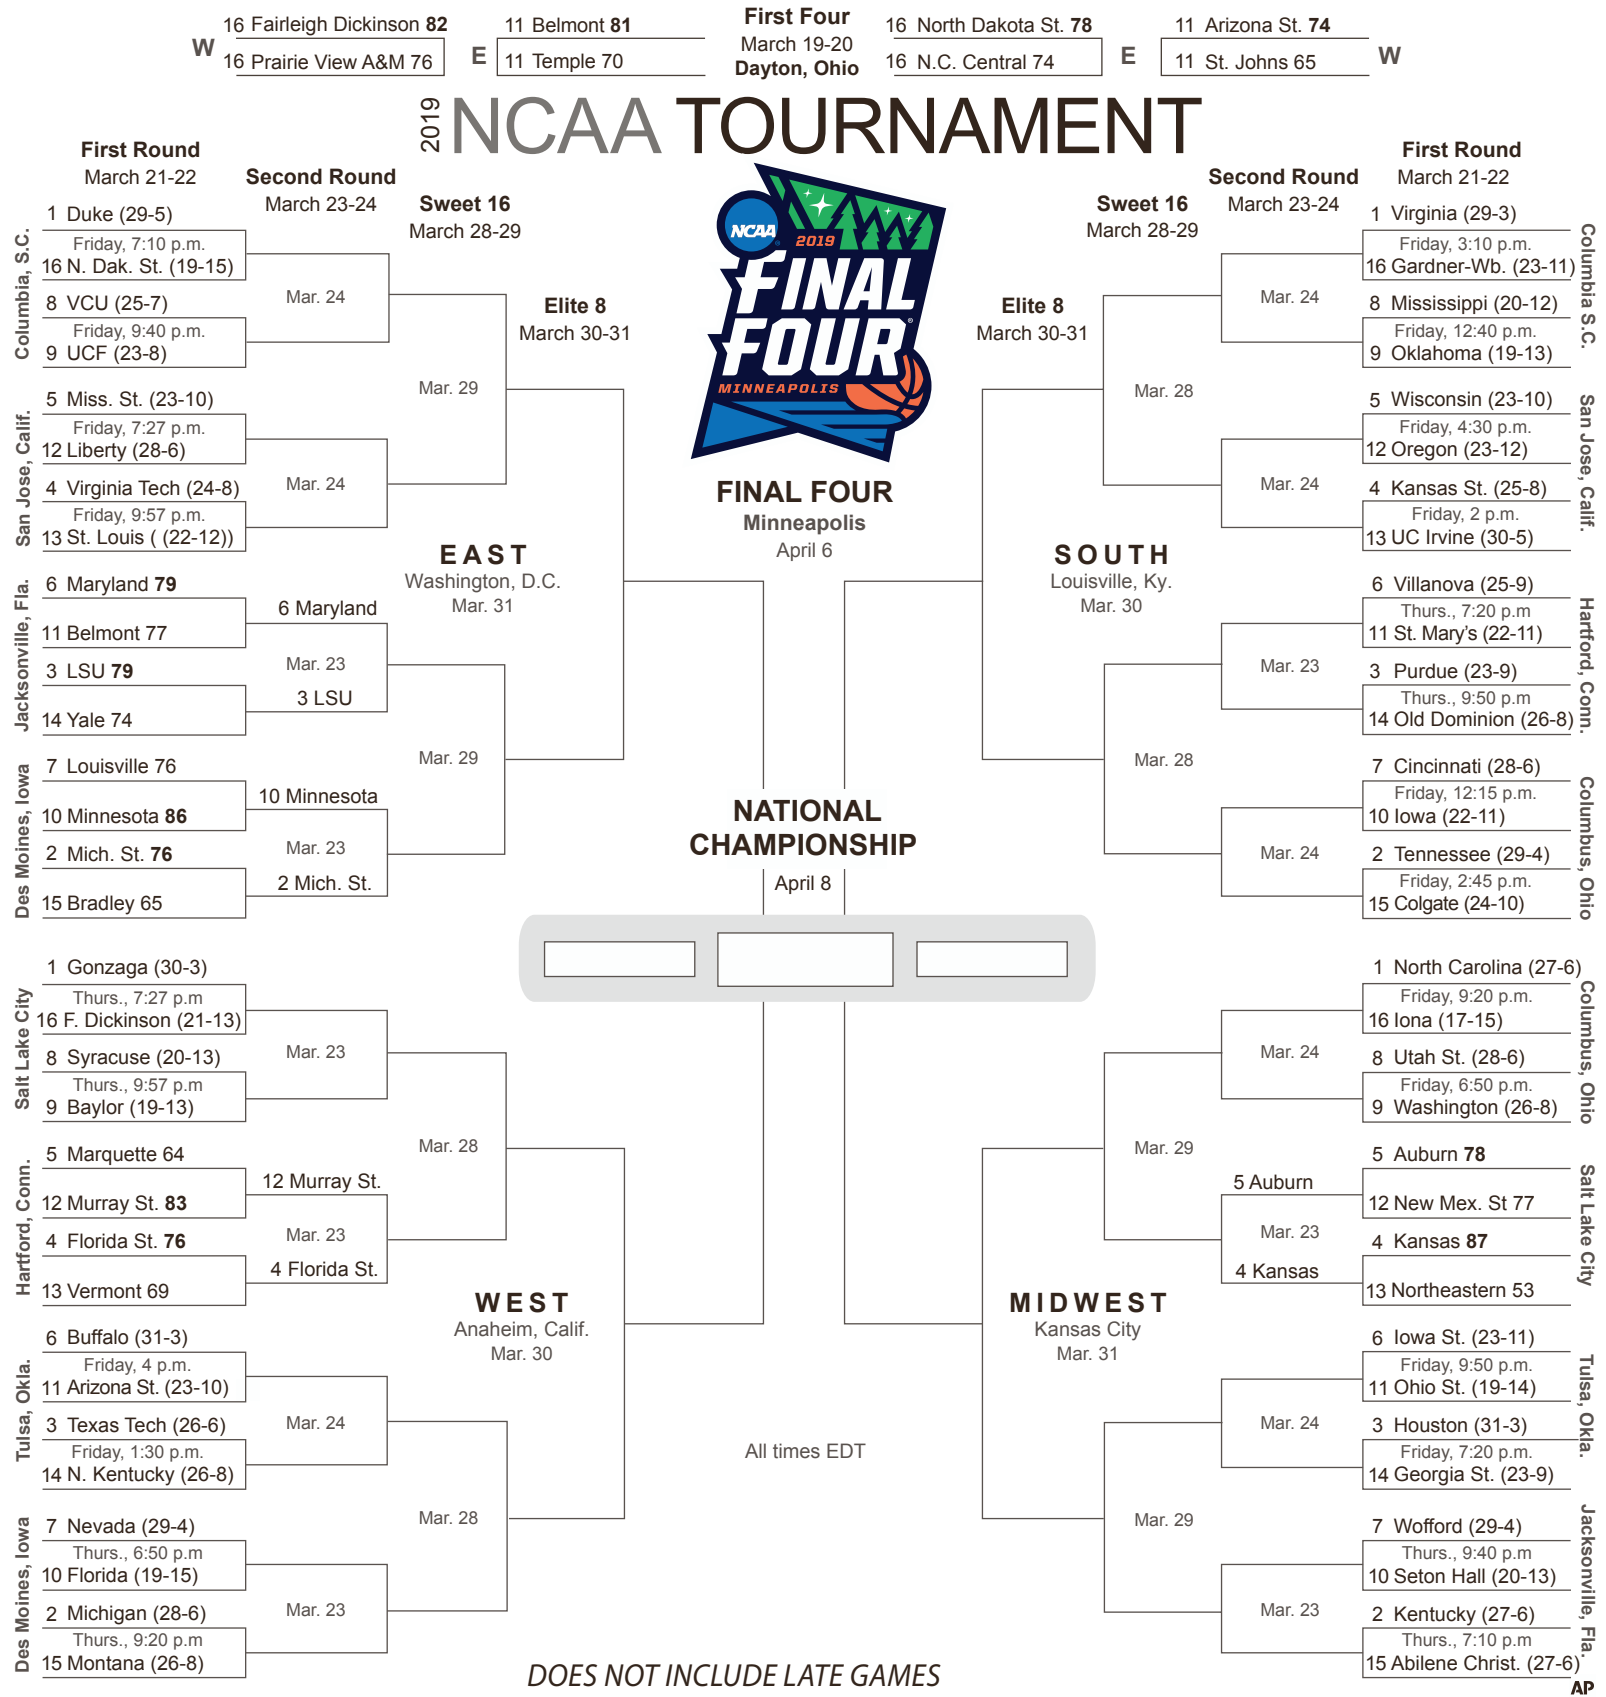 16 Fairleigh Dickinson 82
W
16 Prairie View A&M 76
11 Belmont 81
E
11 Temple 70
First Four
March 19-20
Dayton, Ohio
16 North Dakota St. 78
E
16 N.C. Central 74
11 Arizona St. 74
W
11 St. Johns 65
2019 NCAA TOURNAMENT
First Round
March 21-22
Second Round
March 23-24
Sweet 16
March 28-29
Elite 8
March 30-31
NCAA
2019
FINAL
FOUR
MINNEAPOLIS
Elite 8
March 30-31
Sweet 16
March 28-29
Second Round
March 23-24
First Round
March 21-22
Columbia, S.C.
1 Duke (29-5)
Friday, 7:10 p.m.
16 N. Dak. St. (19-15)
Mar. 24
8 VCU (25-7)
Friday, 9:40 p.m.
9 UCF (23-8)
Mar. 29
San Jose, Calif.
5 Miss. St. (23-10)
Friday, 7:27 p.m.
12 Liberty (28-6)
Mar. 24
4 Virginia Tech (24-8)
Friday, 9:57 p.m.
13 St. Louis ( (22-12))
EAST
Washington, D.C.
Mar. 31
Jacksonville, Fla.
6 Maryland 79
11 Belmont 77
6 Maryland
Mar. 23
3 LSU
3 LSU 79
14 Yale 74
Mar. 29
Des Moines, Iowa
7 Louisville 76
10 Minnesota 86
10 Minnesota
Mar. 23
2 Mich. St.
2 Mich. St. 76
15 Bradley 65
FINAL FOUR
Minneapolis
April 6
NATIONAL
CHAMPIONSHIP
April 8
Columbia S.C.
1 Virginia (29-3)
Friday, 3:10 p.m.
16 Gardner-Wb. (23-11)
Mar. 24
8 Mississippi (20-12)
Friday, 12:40 p.m.
9 Oklahoma (19-13)
Mar. 28
San Jose, Calif.
5 Wisconsin (23-10)
Friday, 4:30 p.m.
12 Oregon (23-12)
Mar. 24
4 Kansas St. (25-8)
Friday, 2 p.m.
13 UC Irvine (30-5)
SOUTH
Louisville, Ky.
Mar. 30
Hartford, Conn.
6 Villanova (25-9)
Thurs., 7:20 p.m
11 St. Mary's (22-11)
Mar. 23
3 Purdue (23-9)
Thurs., 9:50 p.m
14 Old Dominion (26-8)
Mar. 28
Columbus, Ohio
7 Cincinnati (28-6)
Friday, 12:15 p.m.
10 Iowa (22-11)
Mar. 24
2 Tennessee (29-4)
Friday, 2:45 p.m.
15 Colgate (24-10)
Salt Lake City
1 Gonzaga (30-3)
Thurs., 7:27 p.m
16 F. Dickinson (21-13)
Mar. 23
8 Syracuse (20-13)
Thurs., 9:57 p.m
9 Baylor (19-13)
Mar. 28
Hartford, Conn.
5 Marquette 64
12 Murray St. 83
12 Murray St.
Mar. 23
4 Florida St.
4 Florida St. 76
13 Vermont 69
WEST
Anaheim, Calif.
Mar. 30
Tulsa, Okla.
6 Buffalo (31-3)
Friday, 4 p.m.
11 Arizona St. (23-10)
Mar. 24
3 Texas Tech (26-6)
Friday, 1:30 p.m.
14 N. Kentucky (26-8)
Mar. 28
Des Moines, Iowa
7 Nevada (29-4)
Thurs., 6:50 p.m
10 Florida (19-15)
Mar. 23
2 Michigan (28-6)
Thurs., 9:20 p.m
15 Montana (26-8)
Columbus, Ohio
1 North Carolina (27-6)
Friday, 9:20 p.m.
16 Iona (17-15)
Mar. 24
8 Utah St. (28-6)
Friday, 6:50 p.m.
9 Washington (26-8)
Mar. 29
Salt Lake City
5 Auburn 78
12 New Mex. St 77
5 Auburn
Mar. 23
4 Kansas
4 Kansas 87
13 Northeastern 53
MIDWEST
Kansas City
Mar. 31
Tulsa, Okla.
6 Iowa St. (23-11)
Friday, 9:50 p.m.
11 Ohio St. (19-14)
Mar. 24
3 Houston (31-3)
Friday, 7:20 p.m.
14 Georgia St. (23-9)
Mar. 29
Jacksonville, Fla.
7 Wofford (29-4)
Thurs., 9:40 p.m
10 Seton Hall (20-13)
Mar. 23
2 Kentucky (27-6)
Thurs., 7:10 p.m
15 Abilene Christ. (27-6)
All times EDT
DOES NOT INCLUDE LATE GAMES
AP